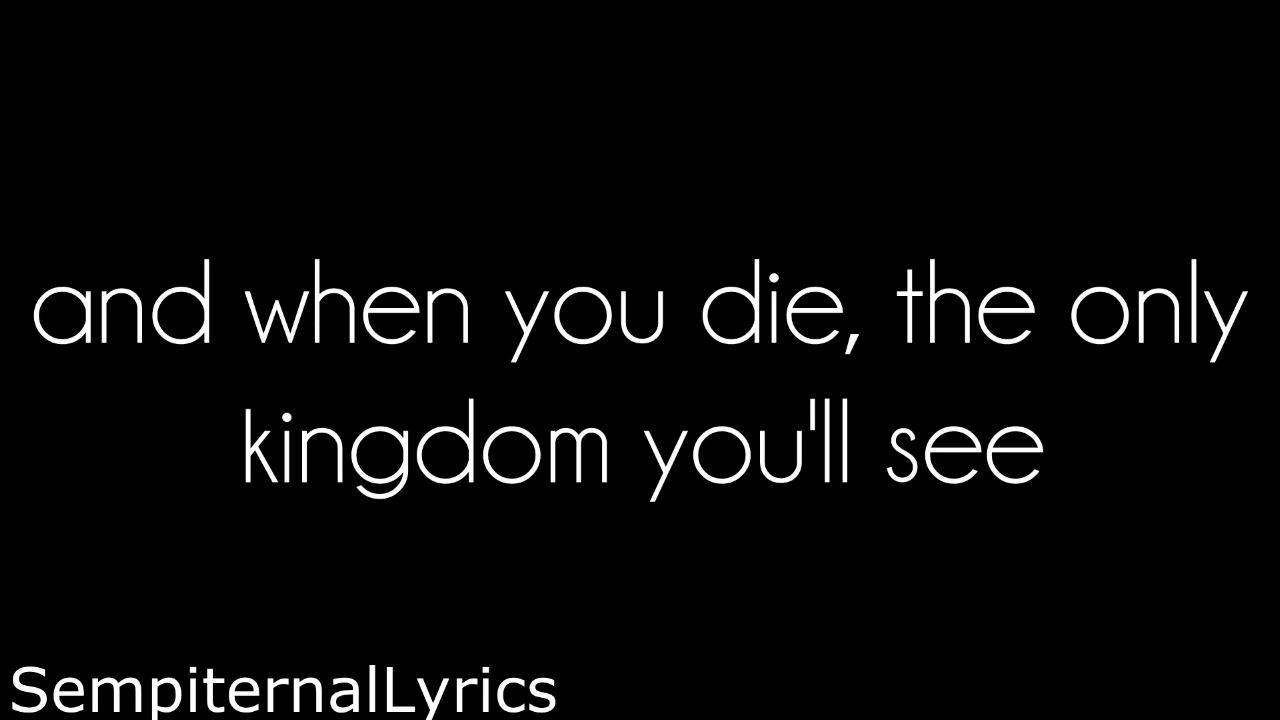 and when you die, the only
kingdom you'll see
SempiternalLyrics